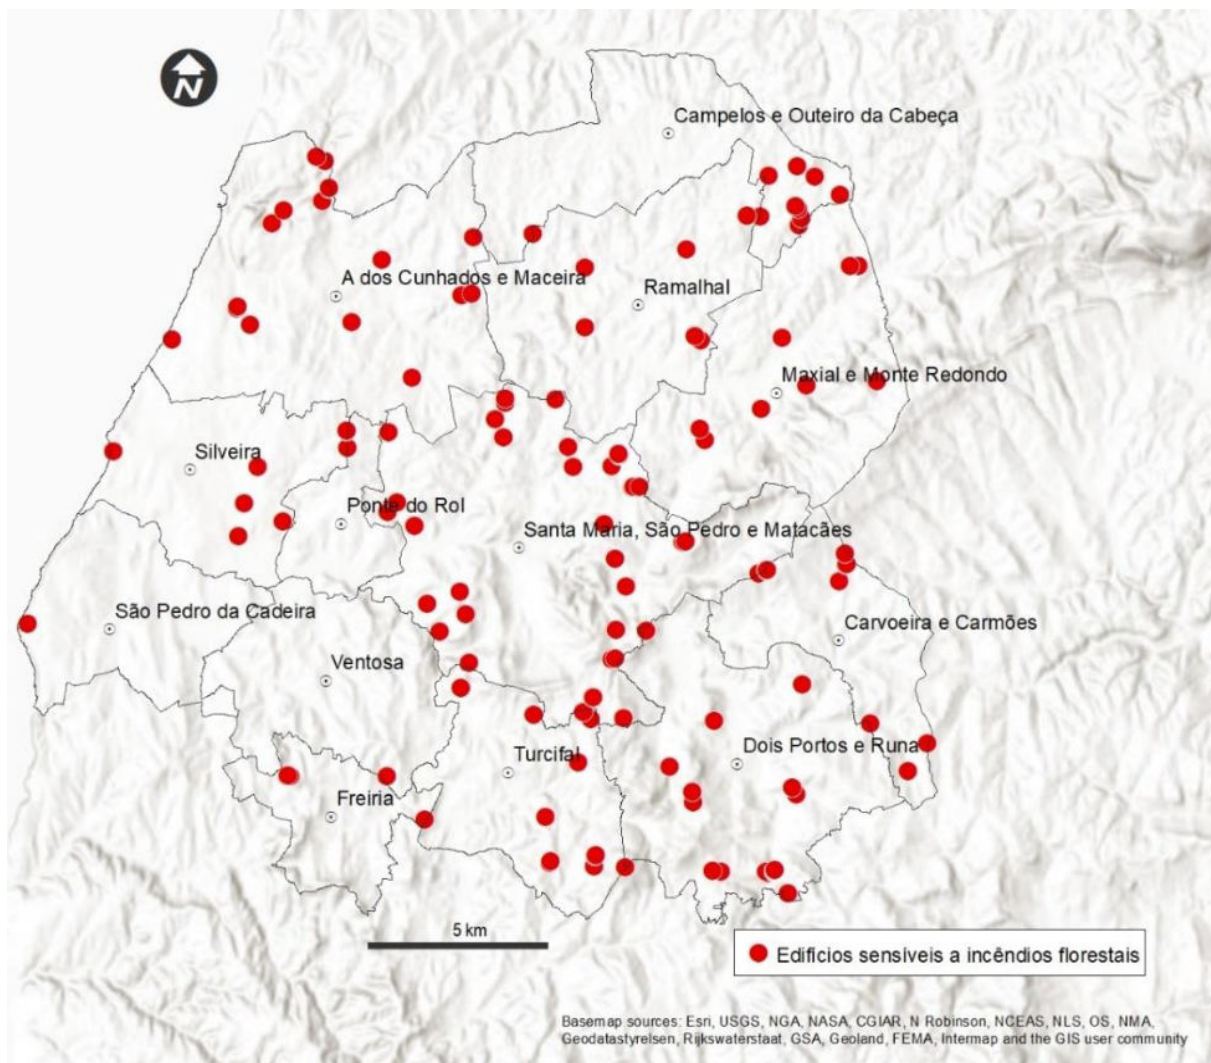 N
Campelos e Outeiro da Cabeça
A dos Cunhados e Maceira
Ramalhal
Maxial e Monte Redondo
Silveira
Ponte do Rol
Santa Maria, São Pedro e Matacães
São Pedro da Cadeira
Carvoeira e Carmões
Ventosa
Turcifal
Dois Portos e Runa
Freiria
5 km
Edifícios sensíveis a incêndios florestais
Basemap sources: Esri, USGS, NGA, NASA, CGIAR, N Robinson, NCEAS, NLS, OS, NMA,
Geodatastyrelsen, Rijkswaterstaat, GSA, Geoland, FEMA, Intermap and the GIS user community